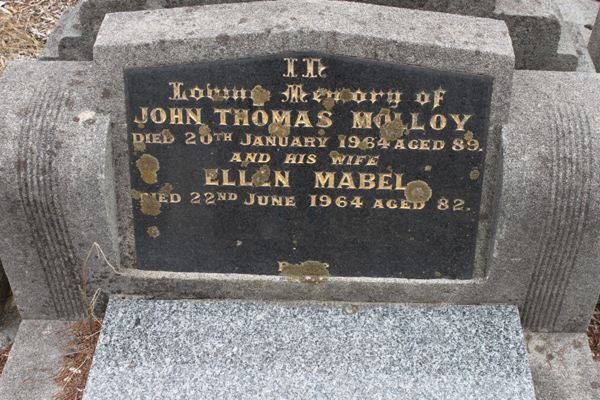 In
Loving Memory of
JOHN THOMAS MOLLOY
DIED 20TH JANUARY 1964 AGED 89.
AND HIS WIFE
ELLEN MABEL
DIED 22ND JUNE 1964 AGED 82.